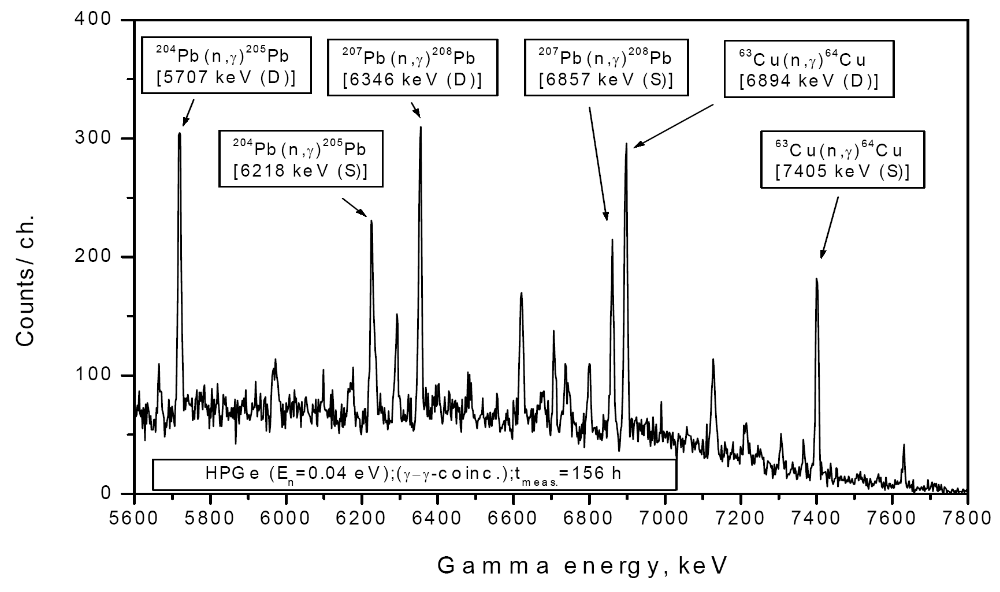 400
300
200
100
0
Counts/ ch.
²⁰⁴Pb(n,γ)²⁰⁵Pb
[5707 keV (D)]
²⁰⁷Pb(n,γ)²⁰⁸Pb
[6346 keV (D)]
²⁰⁷Pb(n,γ)²⁰⁸Pb
[6857 keV (S)]
⁶³Cu(n,γ)⁶⁴Cu
[6894 keV (D)]
²⁰⁴Pb(n,γ)²⁰⁵Pb
[6218 keV (S)]
⁶³Cu(n,γ)⁶⁴Cu
[7405 keV (S)]
HPGe (Eₙ=0.04 eV);(γ–γ-coinc.);t meas.=156 h
5600 5800 6000 6200 6400 6600 6800 7000 7200 7400 7600 7800
Gamma energy, keV